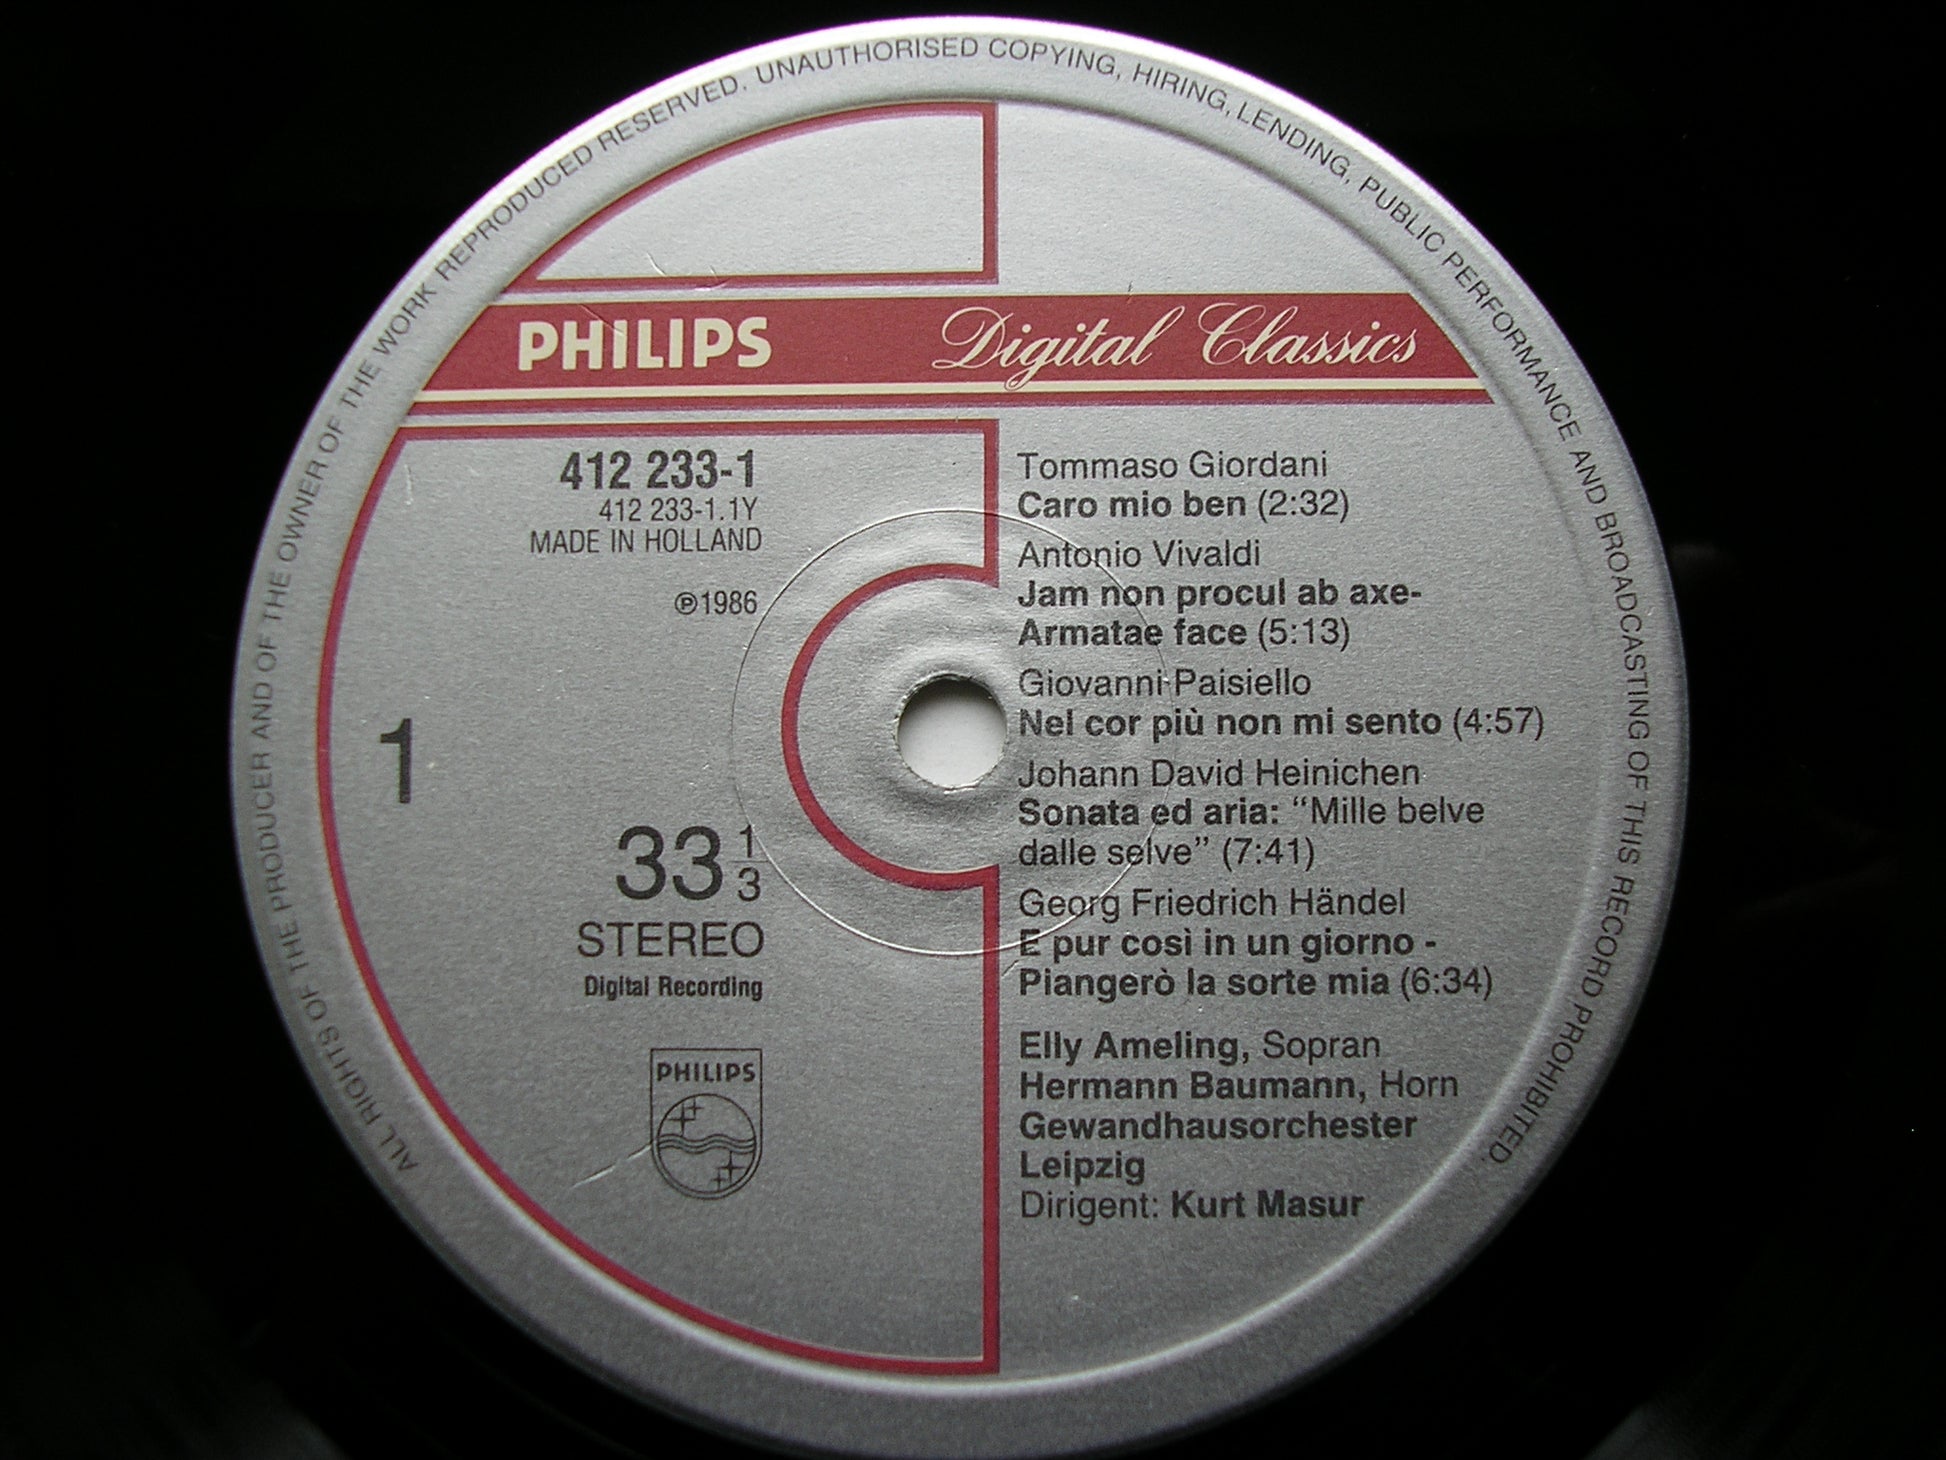 ALL RIGHTS OF THE PRODUCER AND OF THE OWNER OF THE WORK REPRODUCED RESERVED. UNAUTHORISED COPYING, HIRING, LENDING, PUBLIC PERFORMANCE AND BROADCASTING OF THIS RECORD PROHIBITED.
PHILIPS Digital Classics
412 233-1
412 233-1.1Y
MADE IN HOLLAND
℗1986
1
33 1/3
STEREO
Digital Recording
PHILIPS
Tommaso Giordani
Caro mio ben (2:32)
Antonio Vivaldi
Jam non procul ab axe-
Armatae face (5:13)
Giovanni Paisiello
Nel cor più non mi sento (4:57)
Johann David Heinichen
Sonata ed aria: “Mille belve
dalle selve” (7:41)
Georg Friedrich Händel
E pur così in un giorno -
Piangerò la sorte mia (6:34)
Elly Ameling, Sopran
Hermann Baumann, Horn
Gewandhausorchester
Leipzig
Dirigent: Kurt Masur